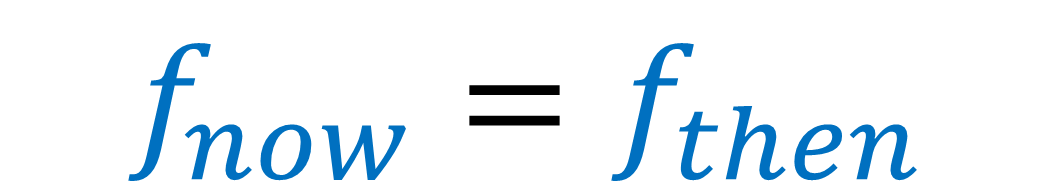 f_now = f_then